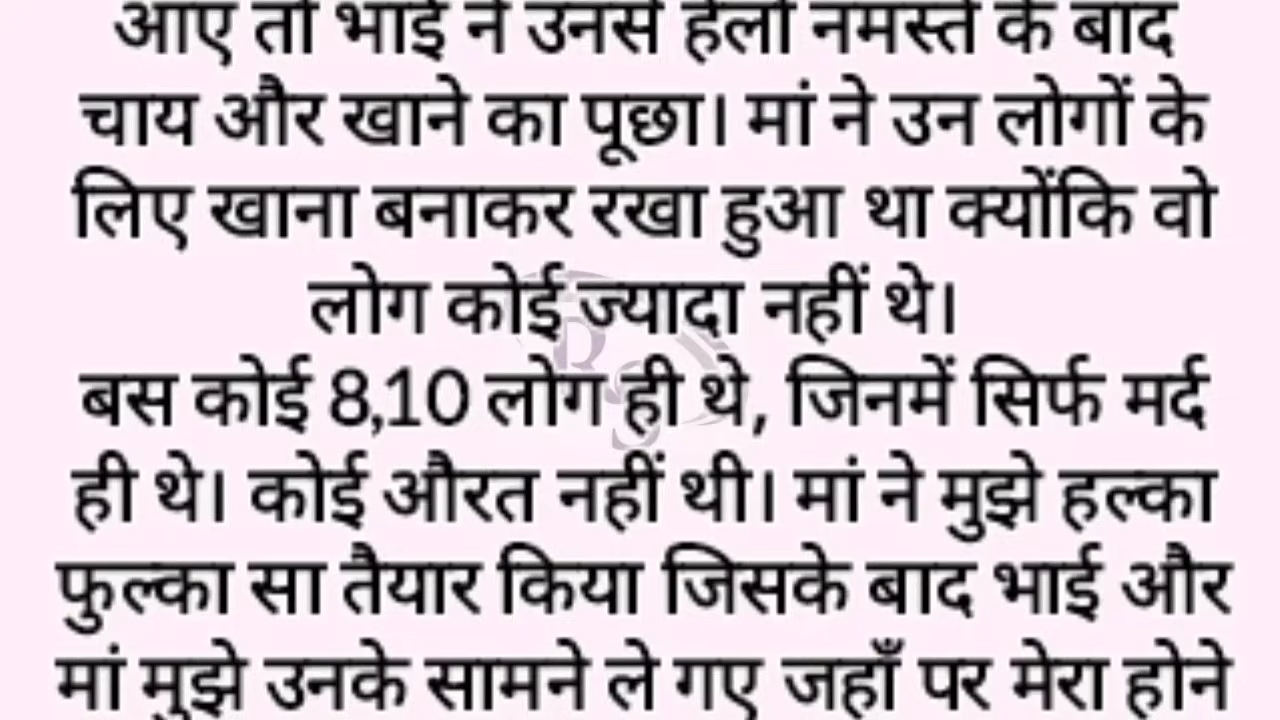 आए तो भाई ने उनसे हेलो नमस्ते के बाद
चाय और खाने का पूछा। मां ने उन लोगों के
लिए खाना बनाकर रखा हुआ था क्योंकि वो
लोग कोई ज्यादा नहीं थे।
बस कोई 8,10 लोग ही थे, जिनमें सिर्फ मर्द
ही थे। कोई औरत नहीं थी। मां ने मुझे हल्का
फुल्का सा तैयार किया जिसके बाद भाई और
मां मुझे उनके सामने ले गए जहाँ पर मेरा होने